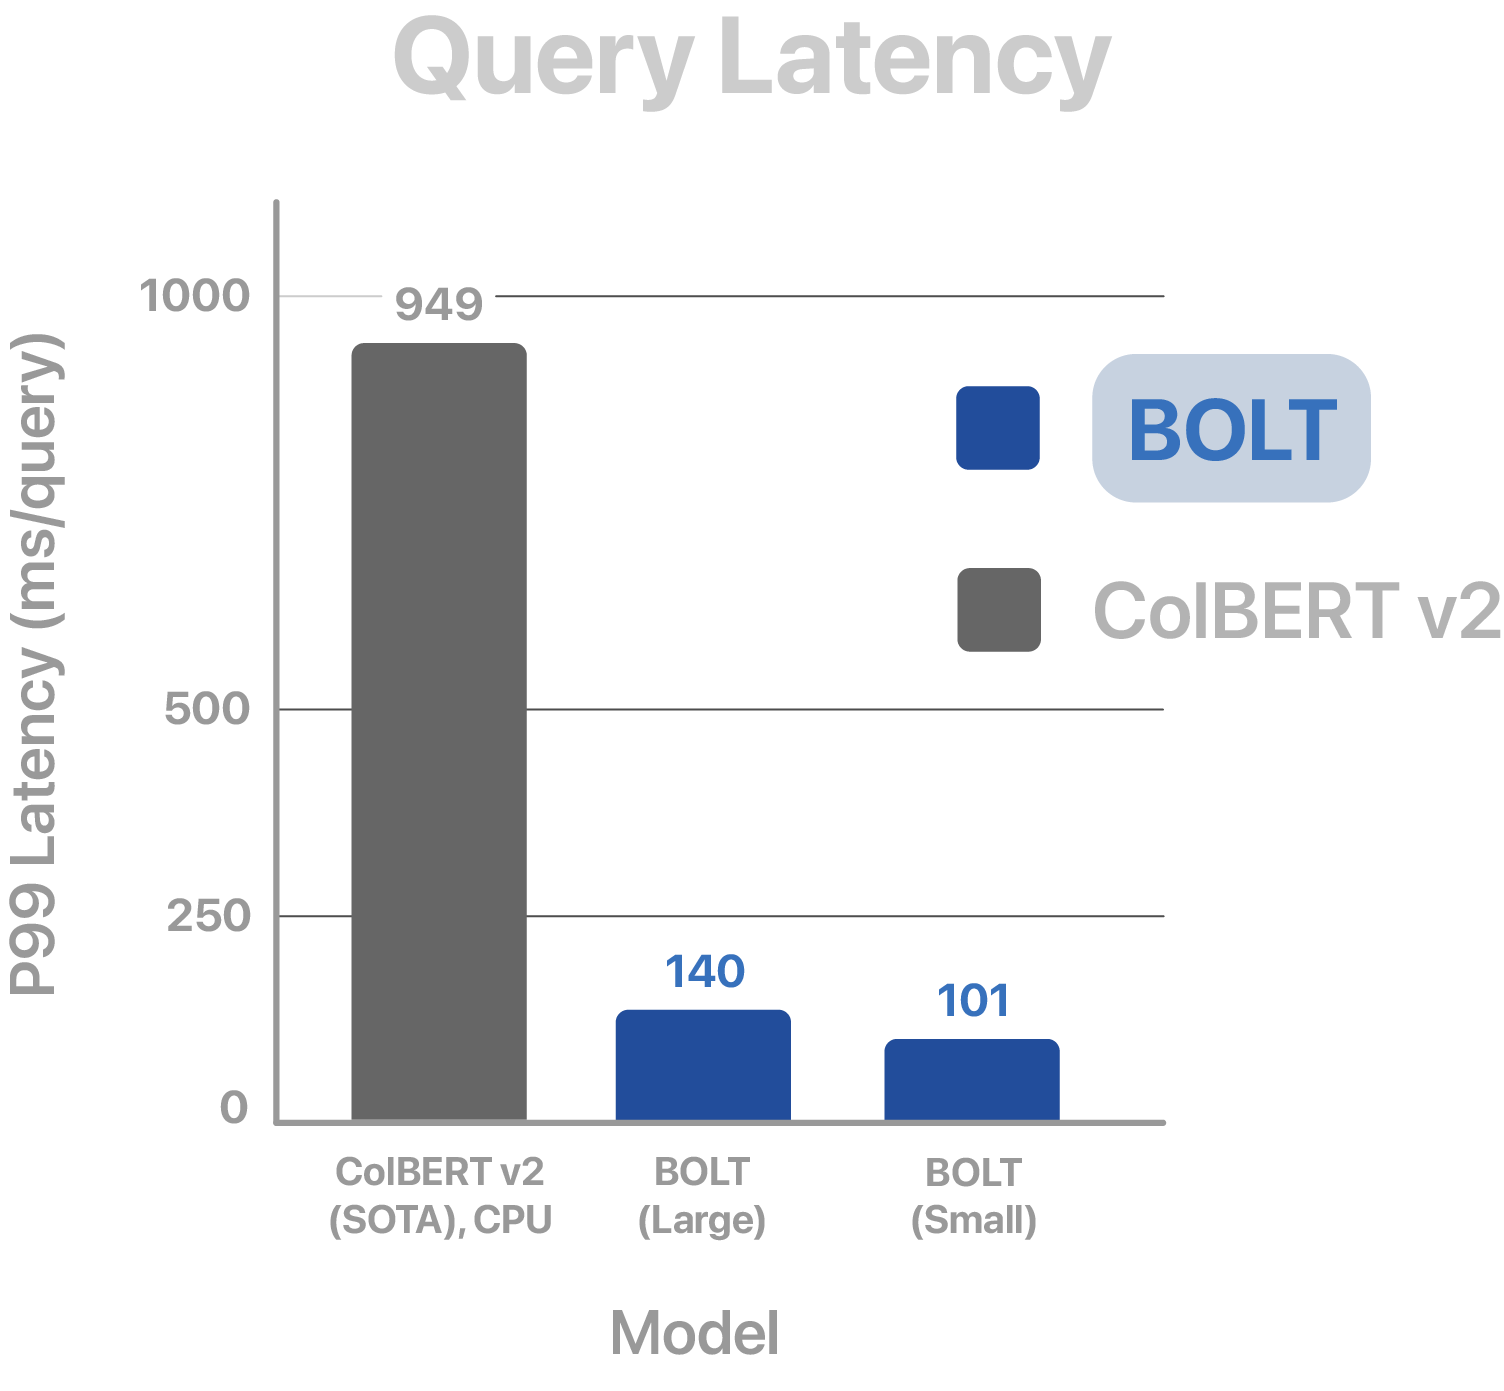 Query Latency
P99 Latency (ms/query)
1000
500
250
0
949
140
101
BOLT
ColBERT v2
ColBERT v2
(SOTA), CPU
BOLT
(Large)
BOLT
(Small)
Model